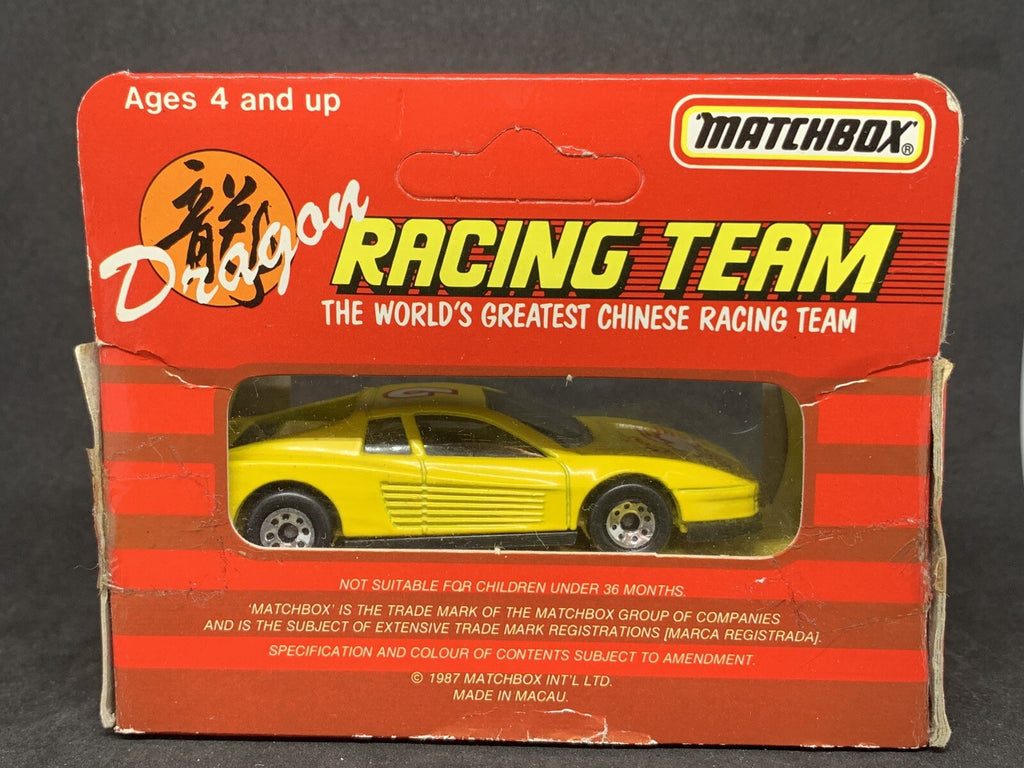 Ages 4 and up
MATCHBOX®
龍
Dragon
RACING TEAM
THE WORLD'S GREATEST CHINESE RACING TEAM
NOT SUITABLE FOR CHILDREN UNDER 36 MONTHS.
'MATCHBOX' IS THE TRADE MARK OF THE MATCHBOX GROUP OF COMPANIES
AND IS THE SUBJECT OF EXTENSIVE TRADE MARK REGISTRATIONS [MARCA REGISTRADA].
SPECIFICATION AND COLOUR OF CONTENTS SUBJECT TO AMENDMENT.
© 1987 MATCHBOX INT'L LTD.
MADE IN MACAU.